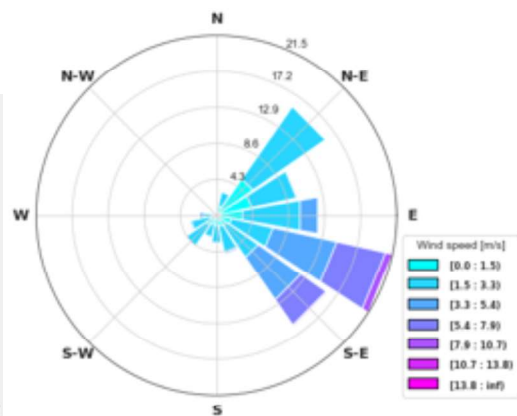 N
21.5
17.2
N-W
N-E
12.9
8.6
4.3
W
E
Wind speed [m/s]
[0.0 : 1.5)
[1.5 : 3.3)
[3.3 : 5.4)
[5.4 : 7.9)
[7.9 : 10.7)
[10.7 : 13.8)
[13.8 : inf)
S-W
S-E
S